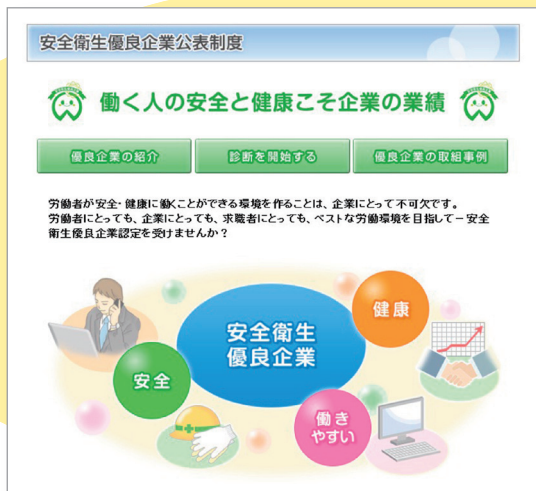 安全衛生優良企業公表制度
働く人の安全と健康こそ企業の業績
優良企業の紹介
診断を開始する
優良企業の取組事例
労働者が安全・健康に働くことができる環境を作ることは、企業にとって不可欠です。
労働者にとっても、企業にとっても、求職者にとっても、ベストな労働環境を目指して－安全
衛生優良企業認定を受けませんか？
健康
安全衛生
優良企業
安全
働き
やすい